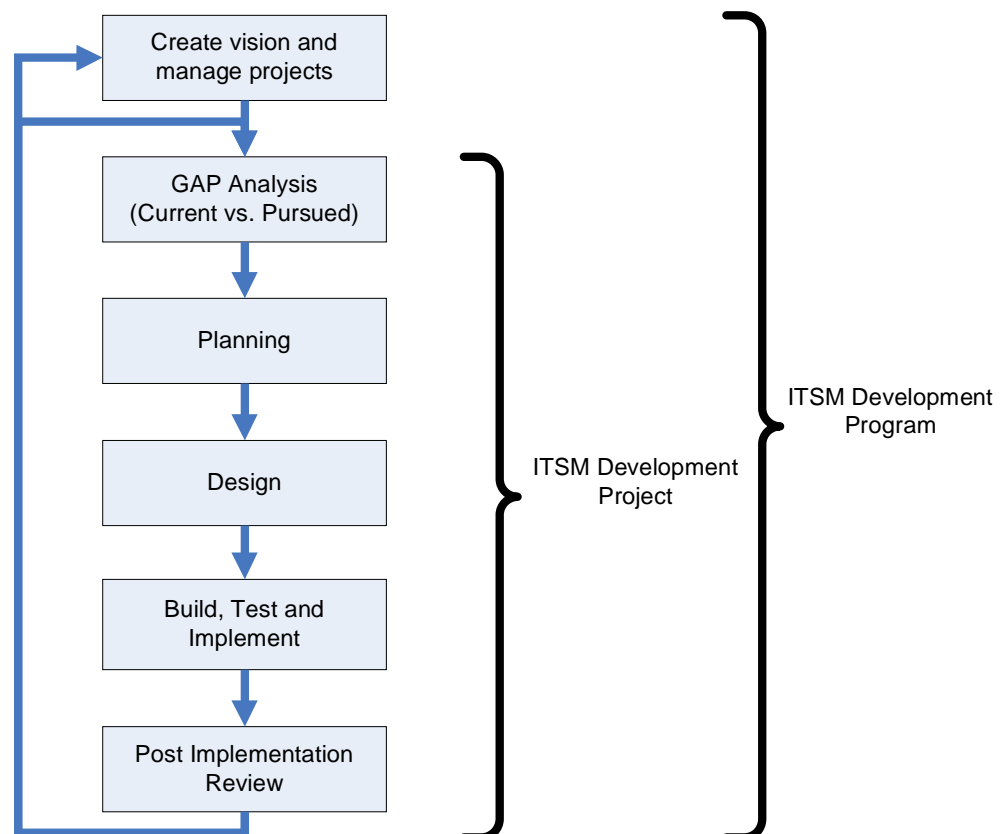 Create vision and
manage projects
GAP Analysis
(Current vs. Pursued)
Planning
Design
Build, Test and
Implement
Post Implementation
Review
ITSM Development
Project
ITSM Development
Program